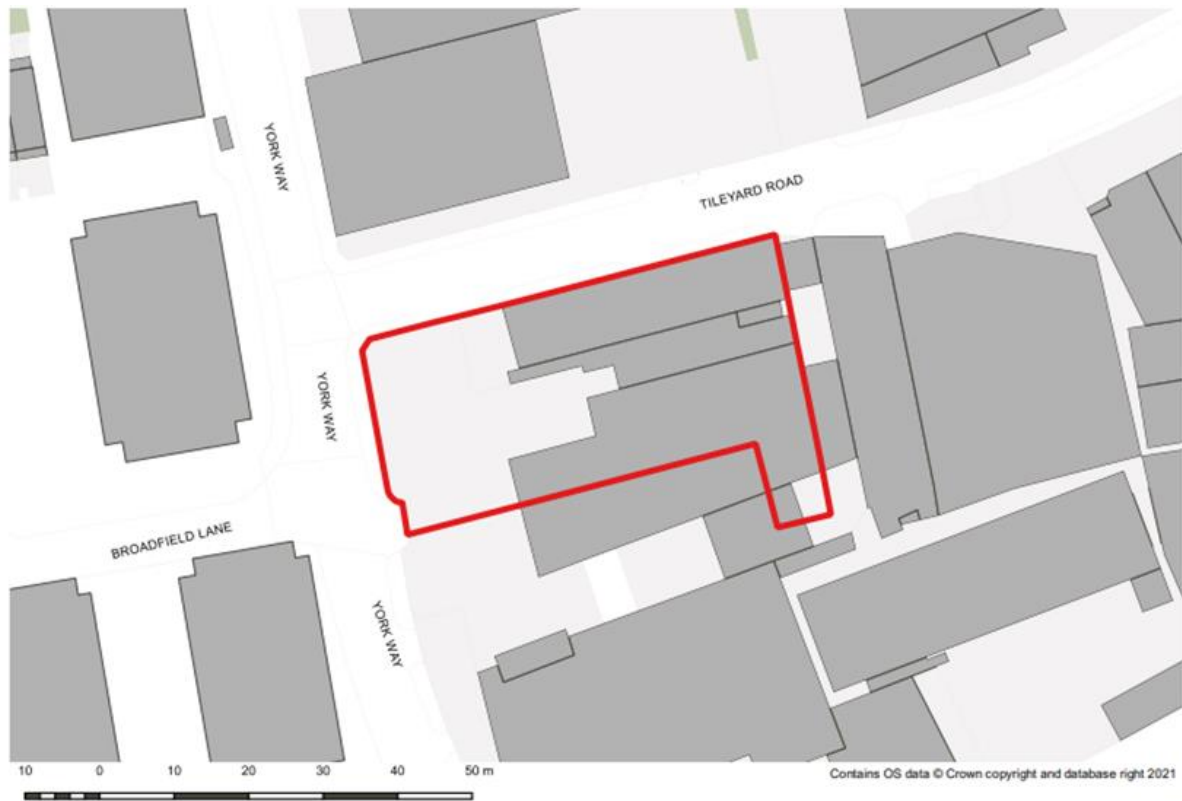 YORK WAY
TILEYARD ROAD
YORK WAY
BROADFIELD LANE
YORK WAY
10 0 10 20 30 40 50 m
Contains OS data © Crown copyright and database right 2021